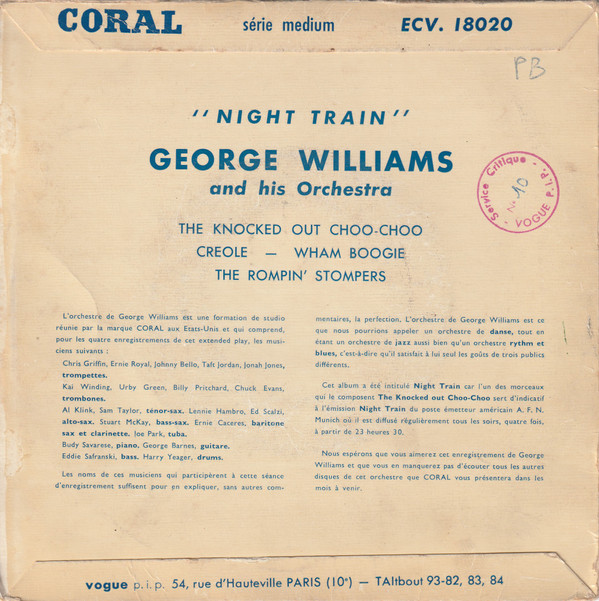 CORAL série medium ECV. 18020
PB
"NIGHT TRAIN"
GEORGE WILLIAMS
and his Orchestra
Service Critique
N° 10
VOGUE P.I.P.
THE KNOCKED OUT CHOO-CHOO
CREOLE — WHAM BOOGIE
THE ROMPIN' STOMPERS
L'orchestre de George Williams est une formation de studio
réunie par la marque CORAL aux Etats-Unis et qui comprend,
pour les quatre enregistrements de cet extended play, les musi-
ciens suivants :
Chris Griffin, Ernie Royal, Johnny Bello, Taft Jordan, Jonah Jones,
trompettes.
Kai Winding, Urby Green, Billy Pritchard, Chuck Evans,
trombones.
Al Klink, Sam Taylor, ténor-sax. Lennie Hambro, Ed Scalzi,
alto-sax. Stuart McKay, bass-sax. Ernie Caceres, baritone
sax et clarinette. Joe Park, tuba.
Budy Savarese, piano. George Barnes, guitare.
Eddie Safranski, bass. Harry Yeager, drums.
Les noms de ces musiciens qui participèrent à cette séance
d'enregistrement suffisent pour en expliquer, sans autres com-
mentaires, la perfection. L'orchestre de George Williams est ce
que nous pourrions appeler un orchestre de danse, tout en
étant un orchestre de jazz aussi bien qu'un orchestre rythm et
blues, c'est-à-dire qu'il satisfait à lui seul les goûts de trois publics
différents.
Cet album a été intitulé Night Train car l'un des morceaux
qui le compose The Knocked out Choo-Choo sert d'indicatif
à l'émission Night Train du poste émetteur américain A. F. N.
Munich où il est diffusé régulièrement tous les soirs, quatre fois,
à partir de 23 heures 30.
Nous espérons que vous aimerez cet enregistrement de George
Williams et que vous en manquerez pas d'écouter tous les autres
disques de cet orchestre que CORAL vous présentera dans les
mois à venir.
vogue p.i.p. 54, rue d'Hauteville PARIS (10e) — TAItbout 93-82, 83, 84